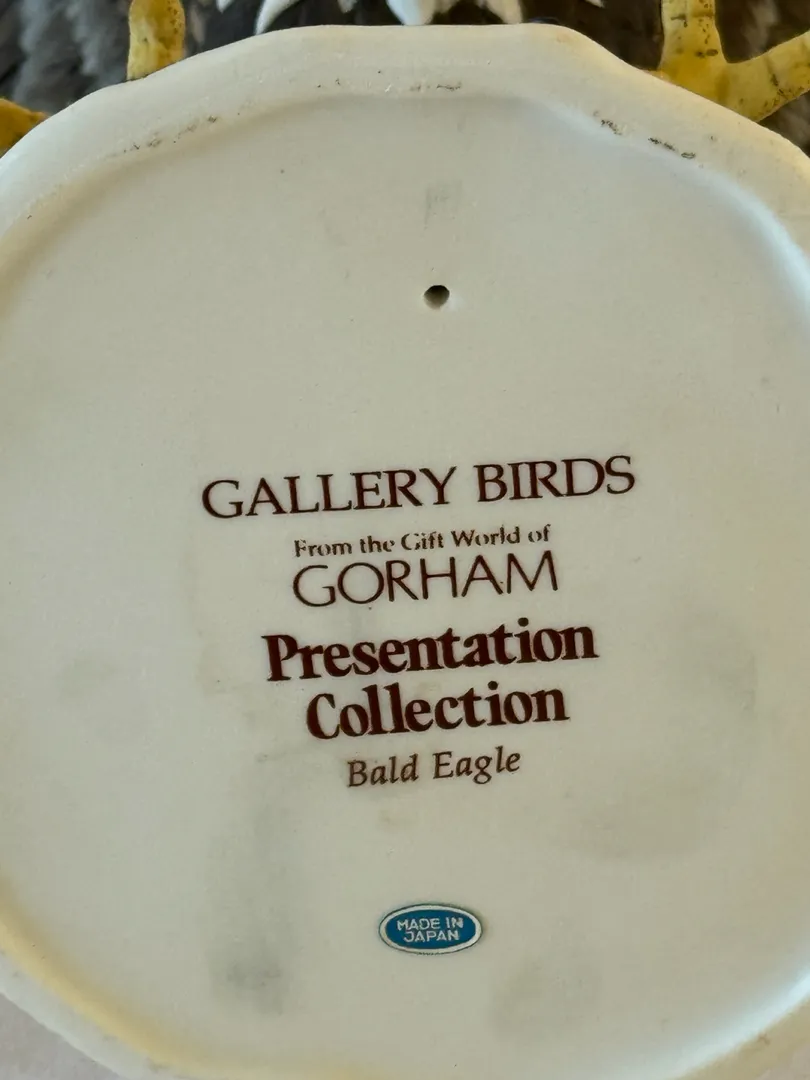 GALLERY BIRDS
From the Gift World of
GORHAM
Presentation
Collection
Bald Eagle
MADE IN
JAPAN